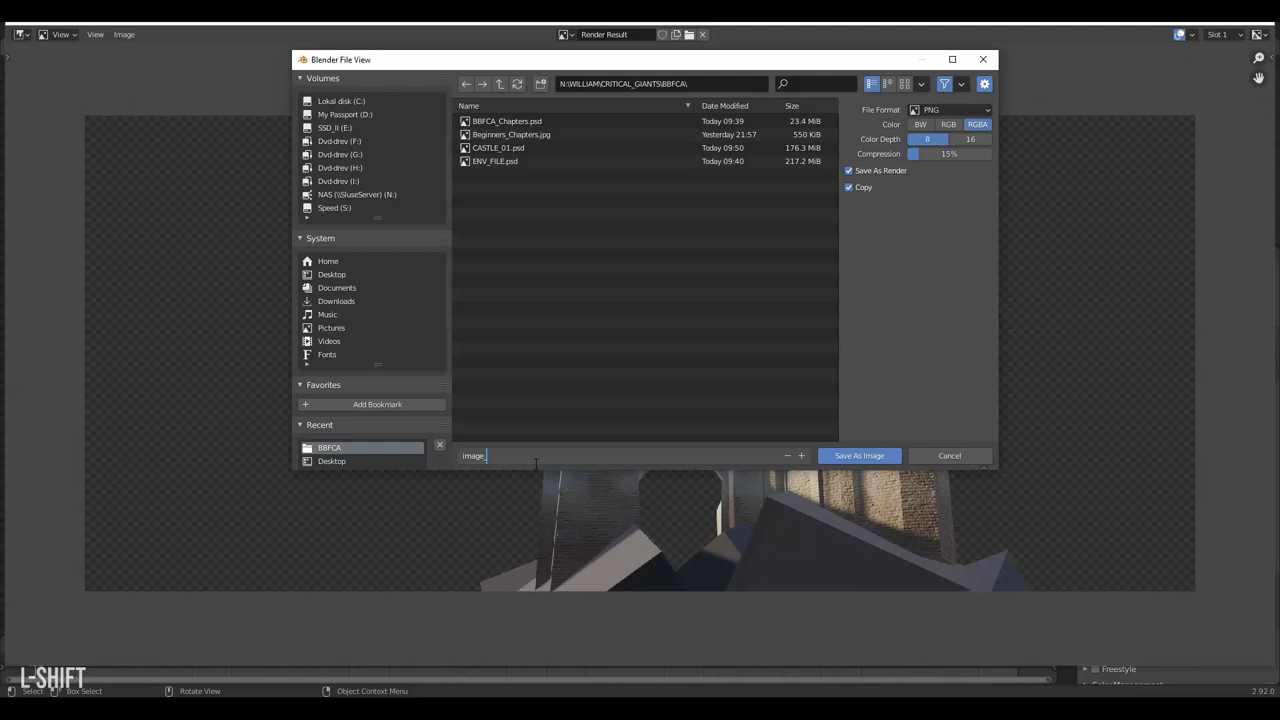 View View Image Render Result Slot 1
Blender File View
Volumes
N:\WILLIAM\CRITICAL_GIANTS\BBFCA\
Name Date Modified Size
Lokal disk (C:)
My Passport (D:)
SSD_II (E:)
Dvd-drev (F:)
Dvd-drev (G:)
Dvd-drev (H:)
Dvd-drev (I:)
NAS (\\SluseServer) (N:)
Speed (S:)
BBFCA_Chapters.psd Today 09:39 23.4 MiB
Beginners_Chapters.jpg Yesterday 21:57 550 KiB
CASTLE_01.psd Today 09:50 176.3 MiB
ENV_FILE.psd Today 09:40 217.2 MiB
File Format PNG
Color BW RGB RGBA
Color Depth 8 16
Compression 15%
Save As Render
Copy
System
Home
Desktop
Documents
Downloads
Music
Pictures
Videos
Fonts
Favorites
Add Bookmark
Recent
BBFCA
Desktop
image_ Save As Image Cancel
L-SHIFT
Freestyle
Color Management
Select Box Select Rotate View Object Context Menu 2.92.0